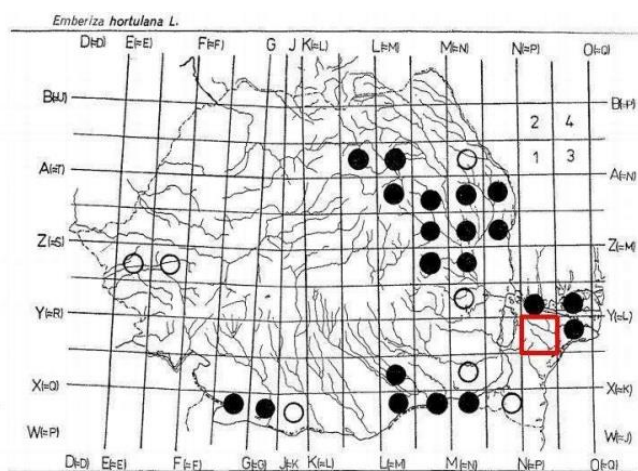 Emberiza hortulana L.
D(=D) E(=E) F(=F) G J K(=L) L(=M) M(=N) N(=P) O(=Q)
B(=U) B(=P)
2 4
A(=T) 1 3 A(=N)
Z(=S) Z(=M)
Y(=R) Y(=L)
X(=Q) X(=K)
W(=P) W(=J)
D(=D) E(=E) F(=F) G(=G) J=K K(=L) L(=M) M(=N) N(=P) O(=Q)